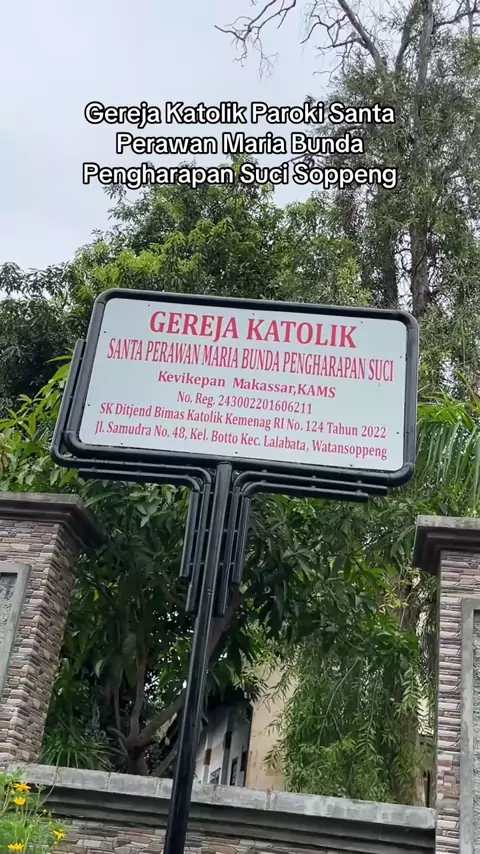 Gereja Katolik Paroki Santa
Perawan Maria Bunda
Pengharapan Suci Soppeng
GEREJA KATOLIK
SANTA PERAWAN MARIA BUNDA PENGHARAPAN SUCI
Kevikepan Makassar,KAMS
No. Reg. 243002201606211
SK Ditjend Bimas Katolik Kemenag RI No. 124 Tahun 2022
Jl. Samudra No. 48, Kel. Botto Kec. Lalabata, Watansoppeng